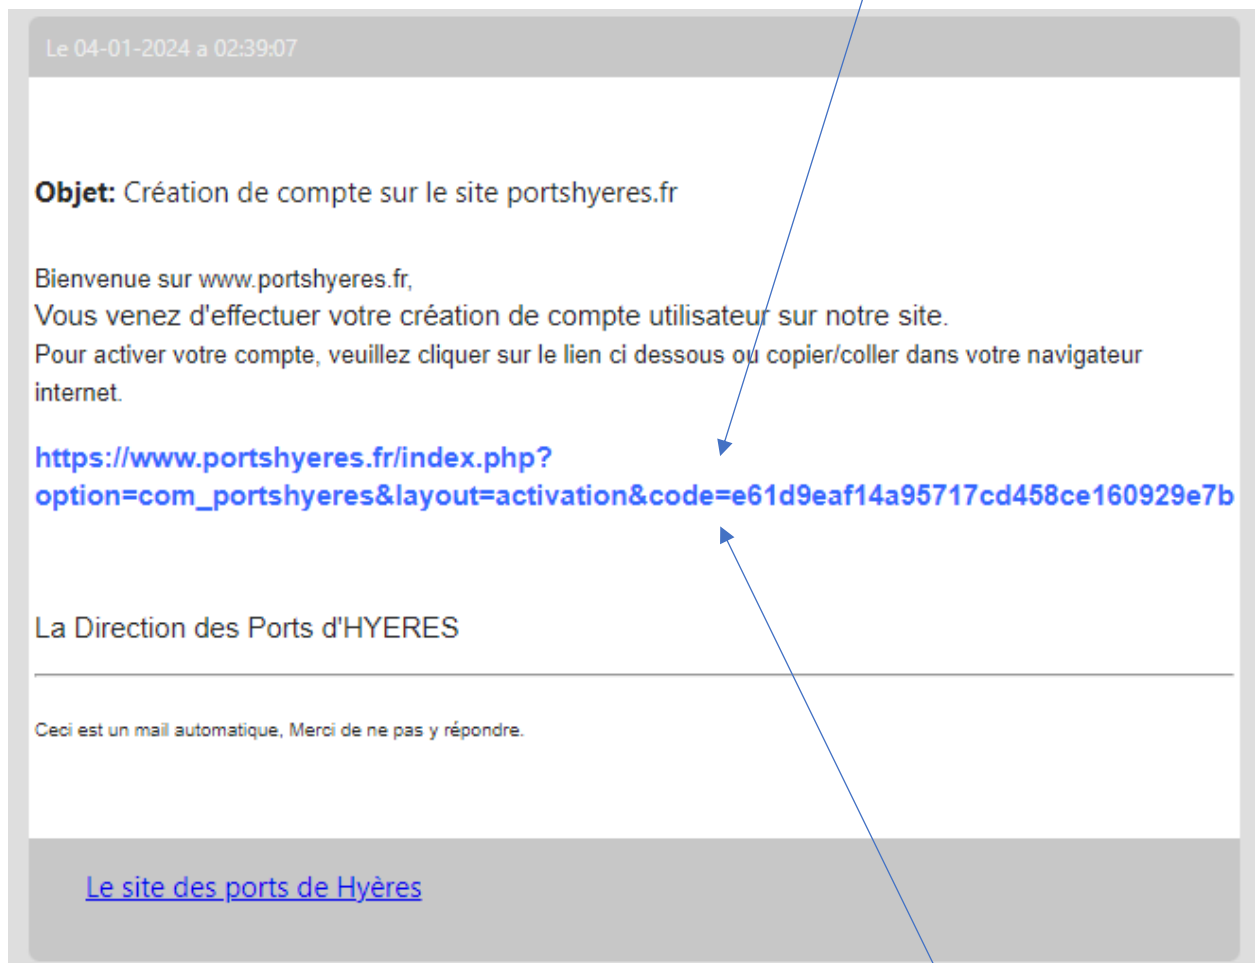 Le 04-01-2024 a 02:39:07
Objet: Création de compte sur le site portshyeres.fr
Bienvenue sur www.portshyeres.fr,
Vous venez d'effectuer votre création de compte utilisateur sur notre site.
Pour activer votre compte, veuillez cliquer sur le lien ci dessous ou copier/coller dans votre navigateur
internet.
https://www.portshyeres.fr/index.php?
option=com_portshyeres&layout=activation&code=e61d9eaf14a95717cd458ce160929e7b
La Direction des Ports d'HYERES
Ceci est un mail automatique, Merci de ne pas y répondre.
Le site des ports de Hyères